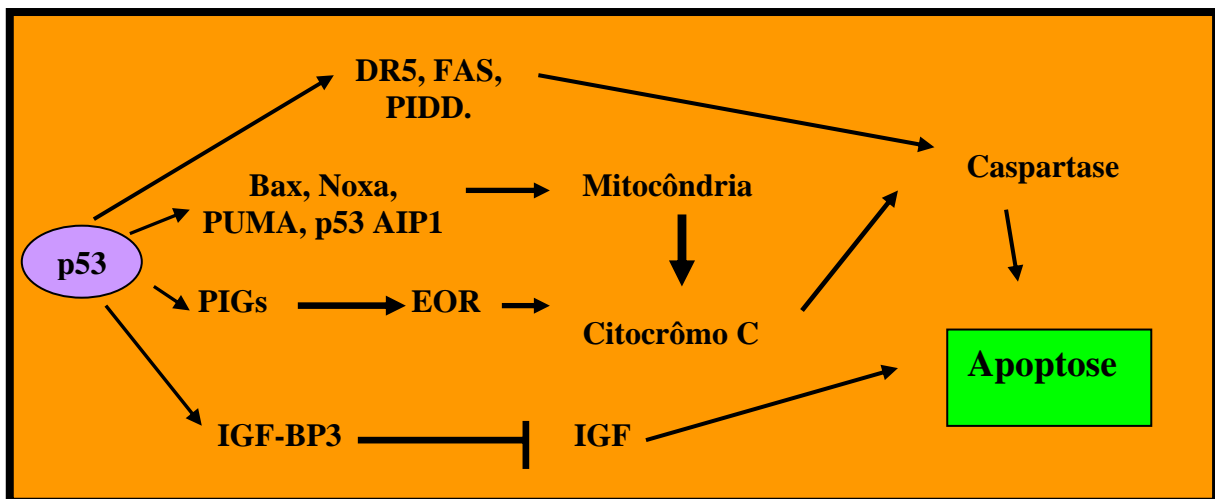 DR5, FAS,
PIDD.
Caspartase
Bax, Noxa,
PUMA, p53 AIP1
Mitocôndria
p53
PIGs
EOR
Citocrômo C
Apoptose
IGF-BP3
IGF